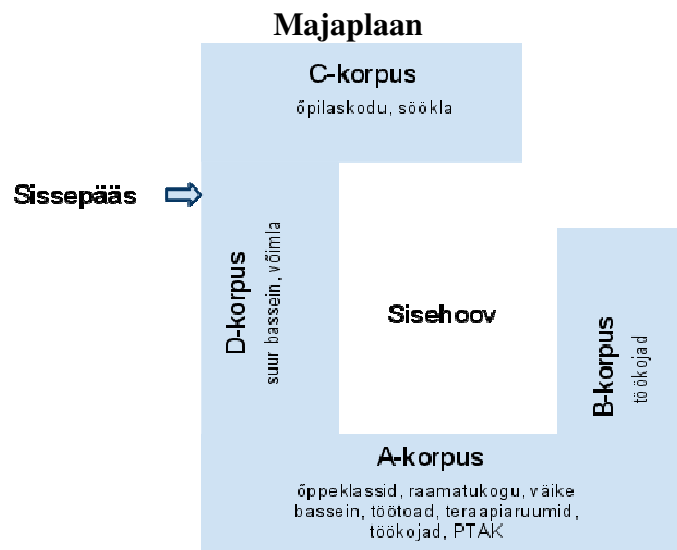 Majaplaan
C-korpus
õpilaskodu, söökla
Sissepääs
D-korpus
suur bassein, võimla
Sisehoov
B-korpus
töökojad
A-korpus
õppeklassid, raamatukogu, väike
bassein, töötoad, teraapiaruumid,
töökojad, PTAK